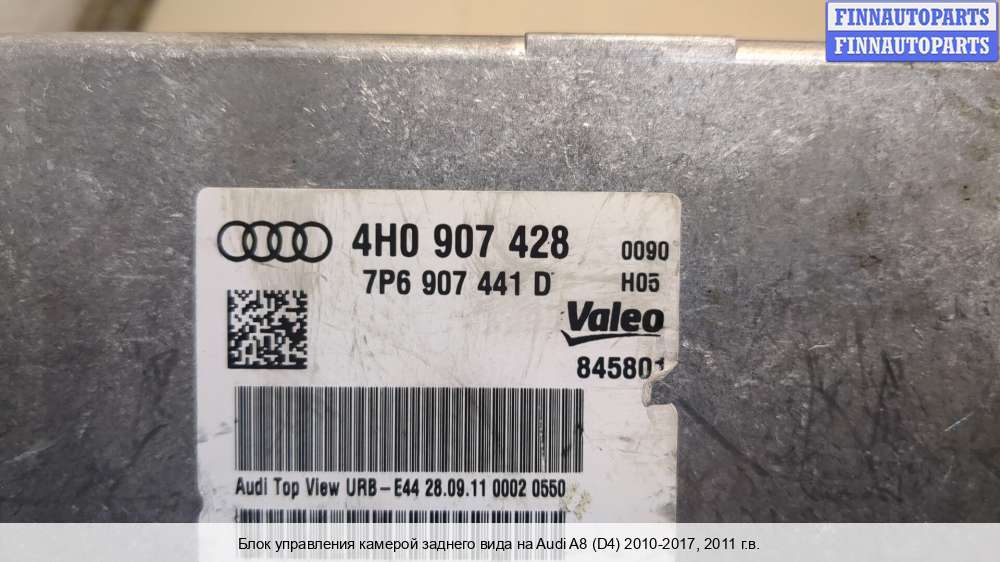 FINNAUTOPARTS
FINNAUTOPARTS
4H0 907 428 0090
7P6 907 441 D H05
Valeo
845801
Audi Top View URB-E44 28.09.11 0002 0550
Блок управления камерой заднего вида на Audi A8 (D4) 2010-2017, 2011 г.в.